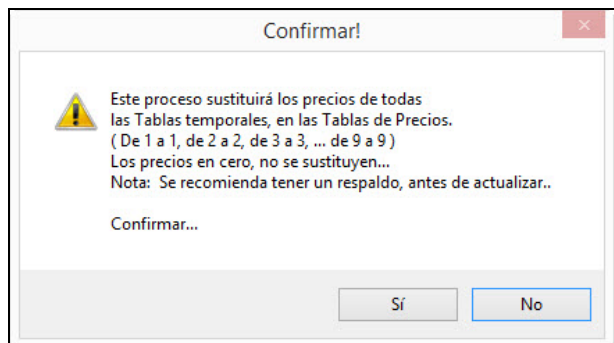 Confirmar!
Este proceso sustituirá los precios de todas
las Tablas temporales, en las Tablas de Precios.
( De 1 a 1, de 2 a 2, de 3 a 3, ... de 9 a 9 )
Los precios en cero, no se sustituyen...
Nota:  Se recomienda tener un respaldo, antes de actualizar..
Confirmar...
Sí
No